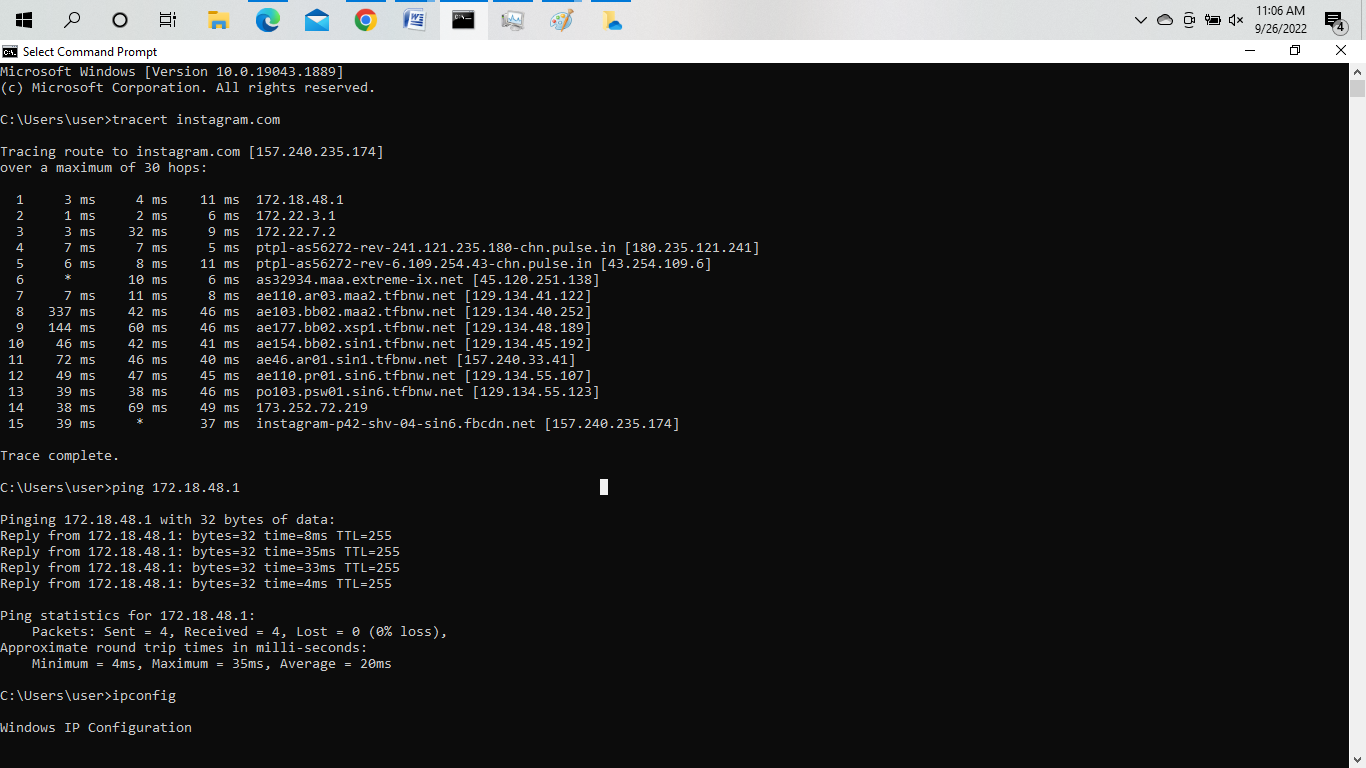 11:06 AM
9/26/2022
4
Select Command Prompt
Microsoft Windows [Version 10.0.19043.1889]
(c) Microsoft Corporation. All rights reserved.
C:\Users\user>tracert instagram.com
Tracing route to instagram.com [157.240.235.174]
over a maximum of 30 hops:
  1     3 ms     4 ms    11 ms  172.18.48.1
  2     1 ms     2 ms     6 ms  172.22.3.1
  3     3 ms    32 ms     9 ms  172.22.7.2
  4     7 ms     7 ms     5 ms  ptpl-as56272-rev-241.121.235.180-chn.pulse.in [180.235.121.241]
  5     6 ms     8 ms    11 ms  ptpl-as56272-rev-6.109.254.43-chn.pulse.in [43.254.109.6]
  6     *       10 ms     6 ms  as32934.maa.extreme-ix.net [45.120.251.138]
  7     7 ms    11 ms     8 ms  ae110.ar03.maa2.tfbnw.net [129.134.41.122]
  8   337 ms    42 ms    46 ms  ae103.bb02.maa2.tfbnw.net [129.134.40.252]
  9   144 ms    60 ms    46 ms  ae177.bb02.xsp1.tfbnw.net [129.134.48.189]
 10    46 ms    42 ms    41 ms  ae154.bb02.sin1.tfbnw.net [129.134.45.192]
 11    72 ms    46 ms    40 ms  ae46.ar01.sin1.tfbnw.net [157.240.33.41]
 12    49 ms    47 ms    45 ms  ae110.pr01.sin6.tfbnw.net [129.134.55.107]
 13    39 ms    38 ms    46 ms  po103.psw01.sin6.tfbnw.net [129.134.55.123]
 14    38 ms    69 ms    49 ms  173.252.72.219
 15    39 ms     *       37 ms  instagram-p42-shv-04-sin6.fbcdn.net [157.240.235.174]
Trace complete.
C:\Users\user>ping 172.18.48.1
Pinging 172.18.48.1 with 32 bytes of data:
Reply from 172.18.48.1: bytes=32 time=8ms TTL=255
Reply from 172.18.48.1: bytes=32 time=35ms TTL=255
Reply from 172.18.48.1: bytes=32 time=33ms TTL=255
Reply from 172.18.48.1: bytes=32 time=4ms TTL=255
Ping statistics for 172.18.48.1:
    Packets: Sent = 4, Received = 4, Lost = 0 (0% loss),
Approximate round trip times in milli-seconds:
    Minimum = 4ms, Maximum = 35ms, Average = 20ms
C:\Users\user>ipconfig
Windows IP Configuration